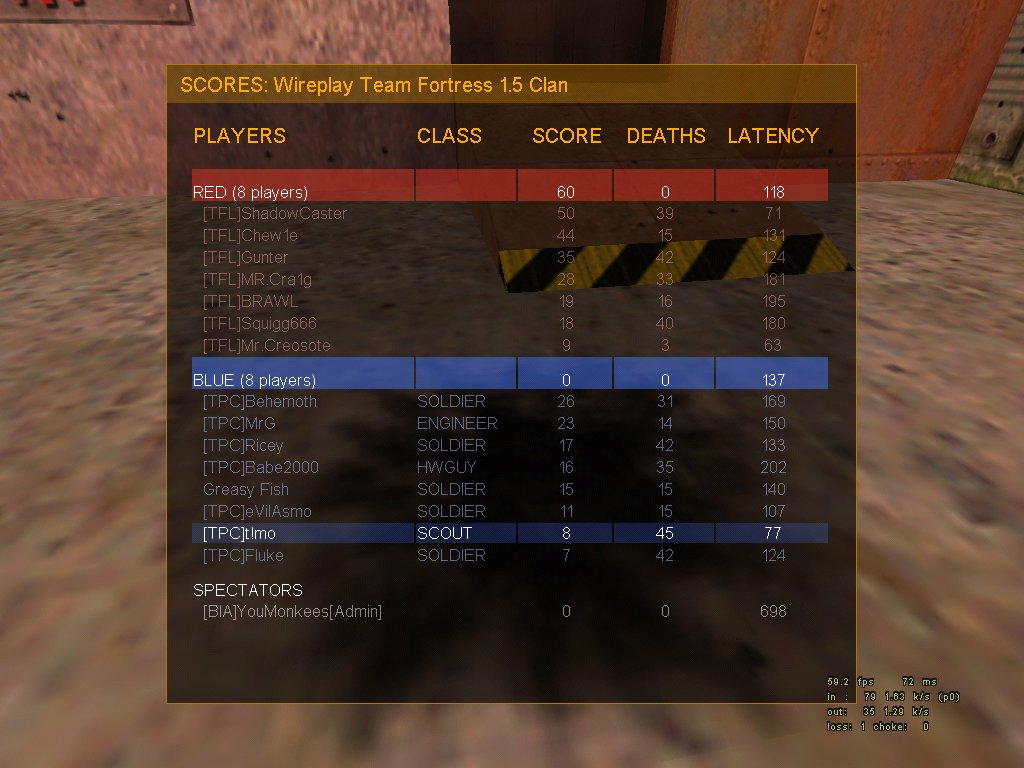 SCORES: Wireplay Team Fortress 1.5 Clan
PLAYERS CLASS SCORE DEATHS LATENCY
RED (8 players) 60 0 118
[TFL]ShadowCaster 50 39 71
[TFL]Chew1e 44 15 131
[TFL]Gunter 35 42 124
[TFL]MR.Cra1g 28 33 181
[TFL]BRAWL 19 16 195
[TFL]Squigg666 18 40 180
[TFL]Mr.Creosote 9 3 63
BLUE (8 players) 0 0 137
[TPC]Behemoth SOLDIER 26 31 169
[TPC]MrG ENGINEER 23 14 150
[TPC]Ricey SOLDIER 17 42 133
[TPC]Babe2000 HWGUY 16 35 202
Greasy Fish SOLDIER 15 15 140
[TPC]eVilAsmo SOLDIER 11 15 107
[TPC]tImo SCOUT 8 45 77
[TPC]Fluke SOLDIER 7 42 124
SPECTATORS
[BIA]YouMonkees[Admin] 0 0 698
59.2 fps 72 ms
in : 79 1.63 k/s (p0)
out: 35 1.29 k/s
loss: 1 choke: 0